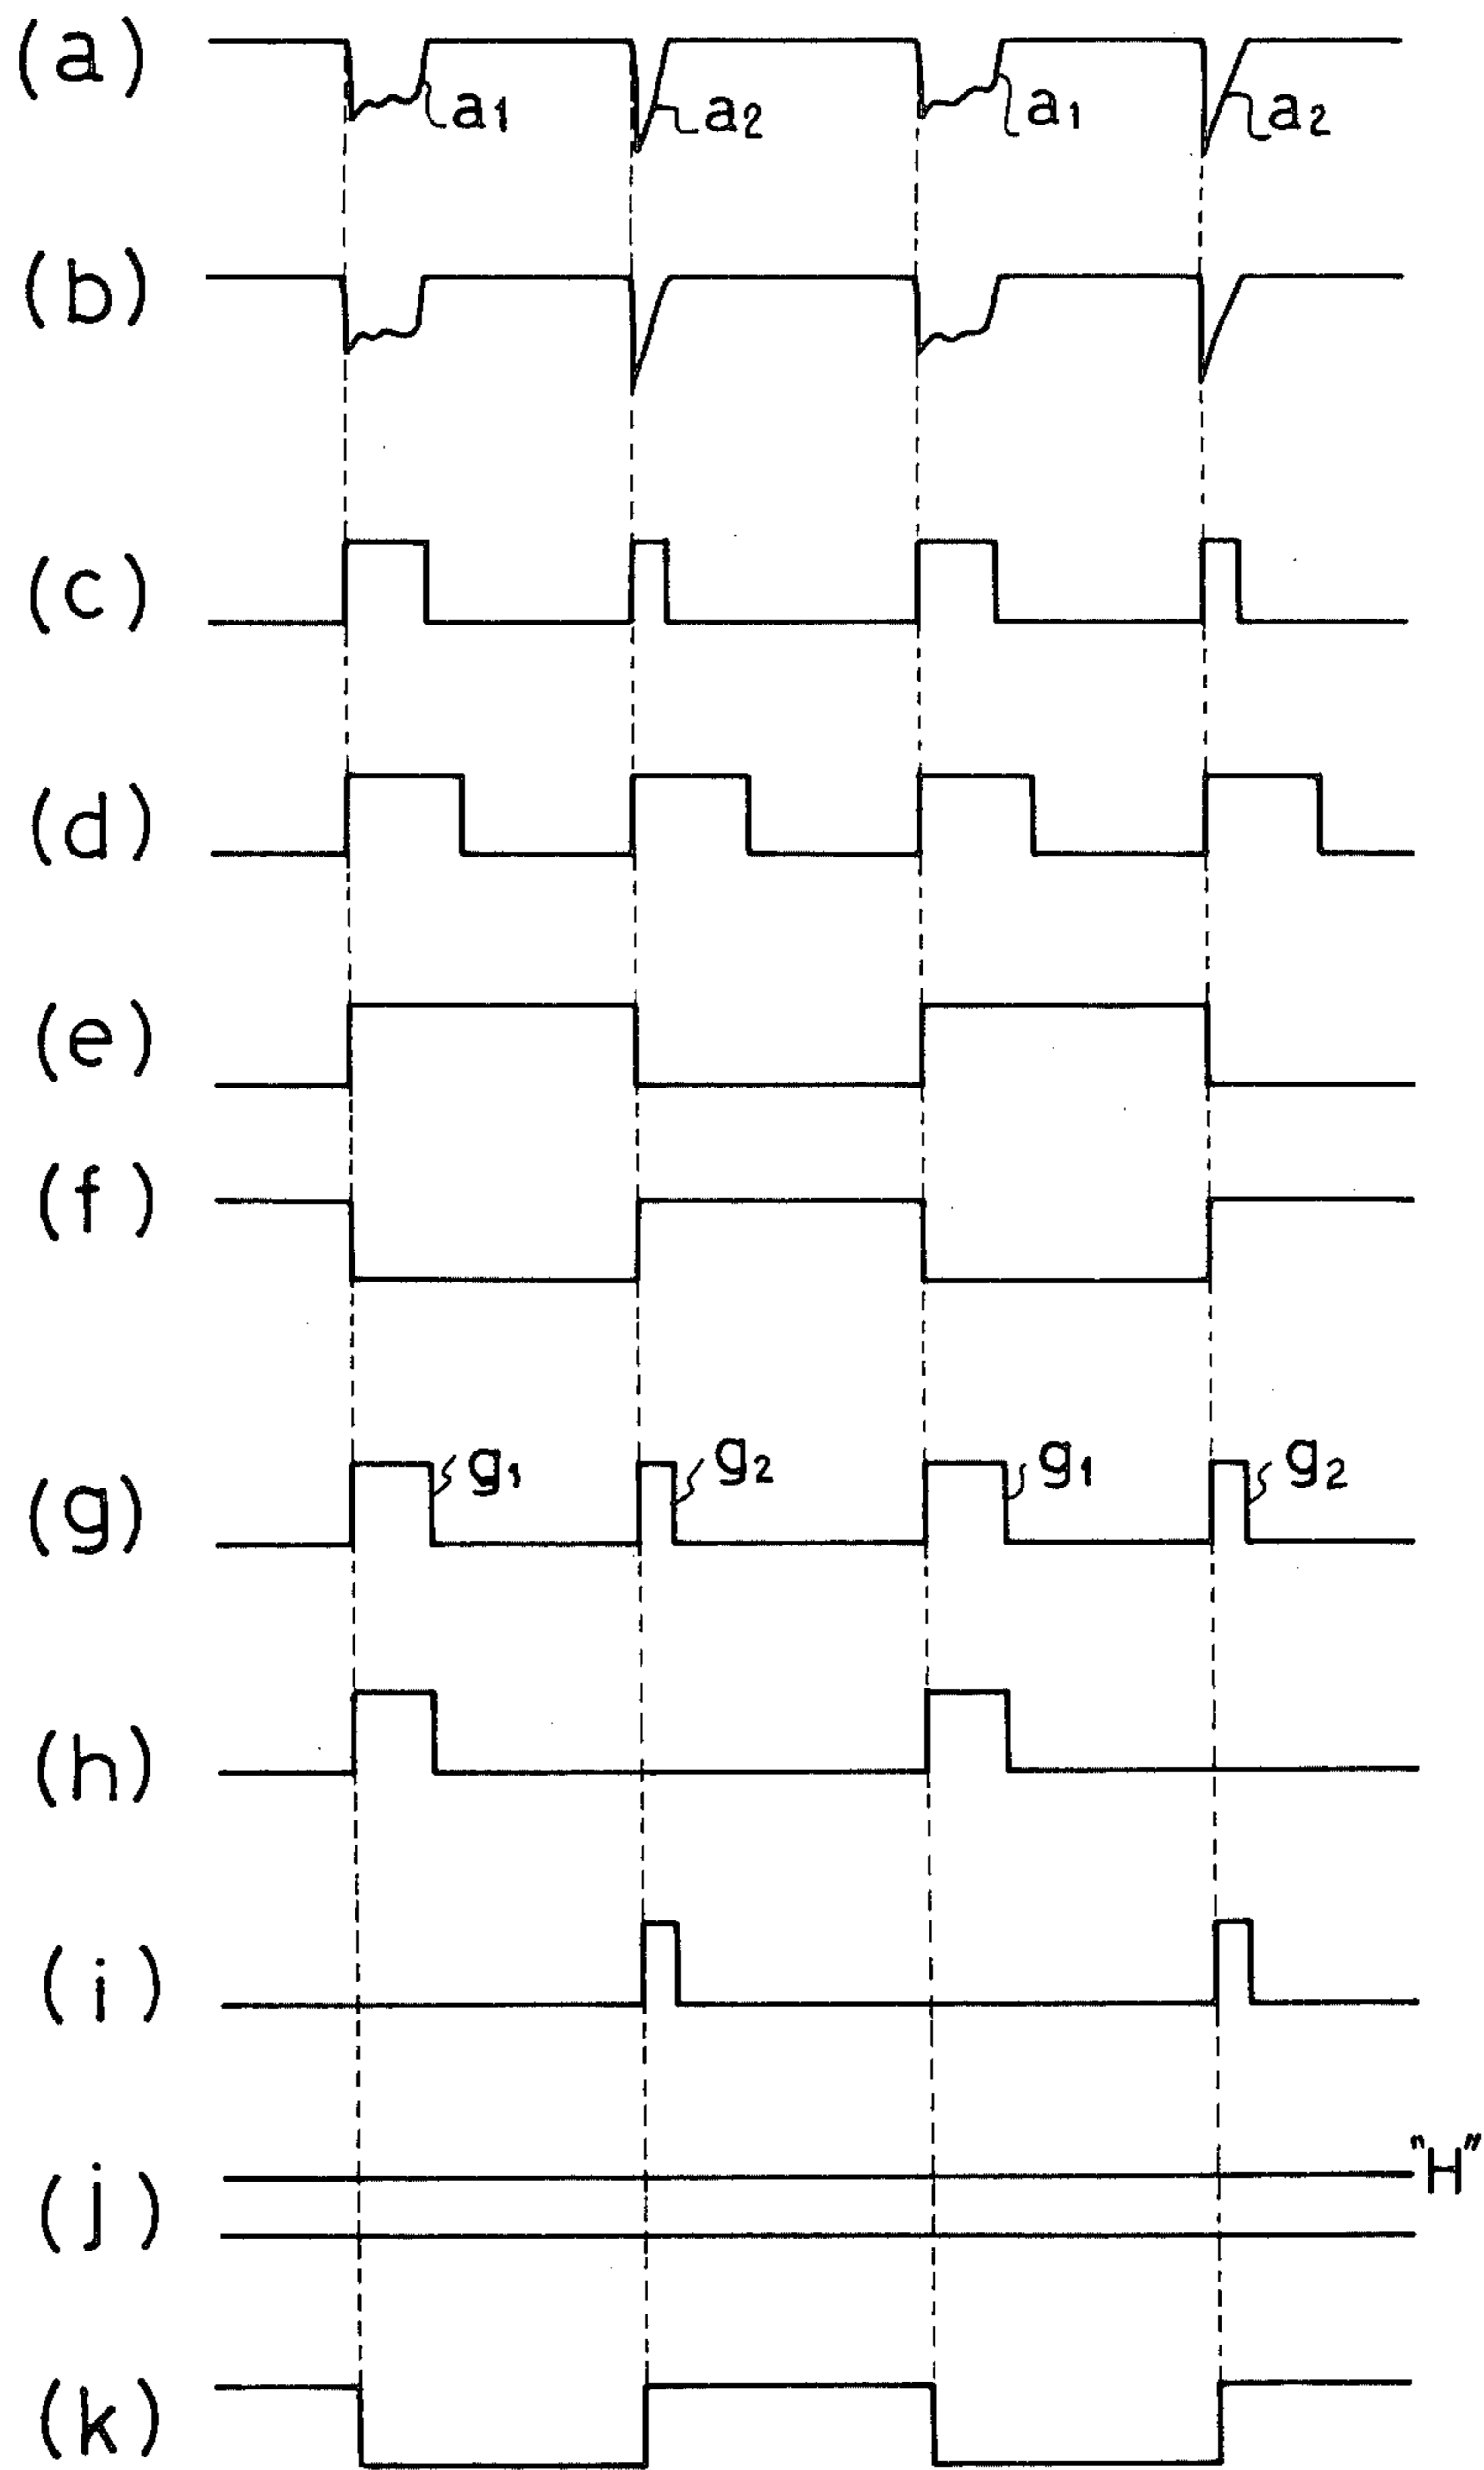 (a)
a1
a2
a1
a2
(b)
(c)
(d)
(e)
(f)
(g)
g1
g2
g1
g2
(h)
(i)
(j)
"H"
(k)